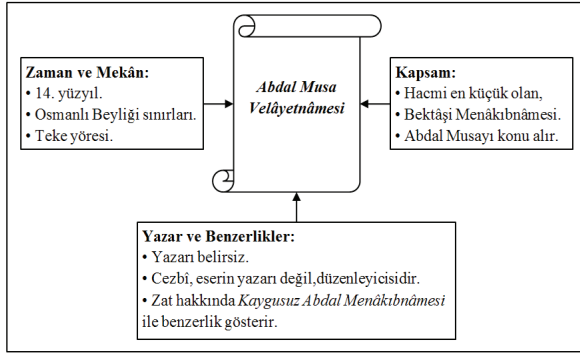 Abdal Musa
Velâyetnâmesi
Zaman ve Mekân:
• 14. yüzyıl.
• Osmanlı Beyliği sınırları.
• Teke yöresi.
Kapsam:
• Hacmi en küçük olan,
• Bektâşi Menâkıbnâmesi.
• Abdal Musayı konu alır.
Yazar ve Benzerlikler:
• Yazarı belirsiz.
• Cezbî, eserin yazarı değil,düzenleyicisidir.
• Zat hakkında Kaygusuz Abdal Menâkıbnâmesi
ile benzerlik gösterir.